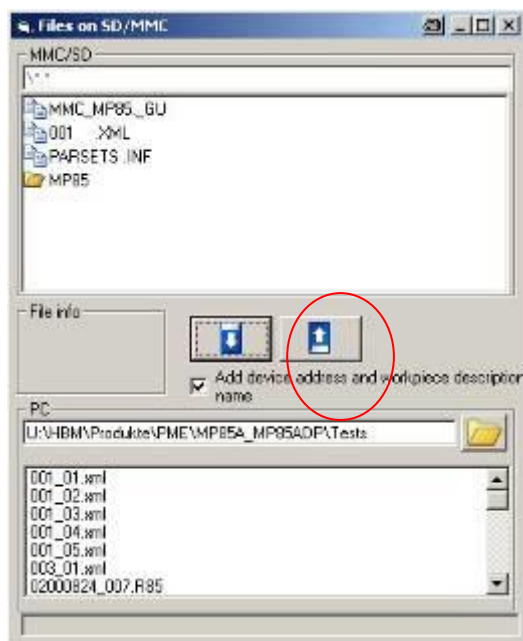 Files on SD/MMC
MMC/SD
\*.*
MMC_MP85_GU
001 .XML
PARSETS .INF
MP85
File info
Add device address and workpiece description
name
PC
U:\HBM\Produkte\PME\MP85A_MP85ADP\Tests
001_01.xml
001_02.xml
001_03.xml
001_04.xml
001_05.xml
003_01.xml
02000824_007.R85